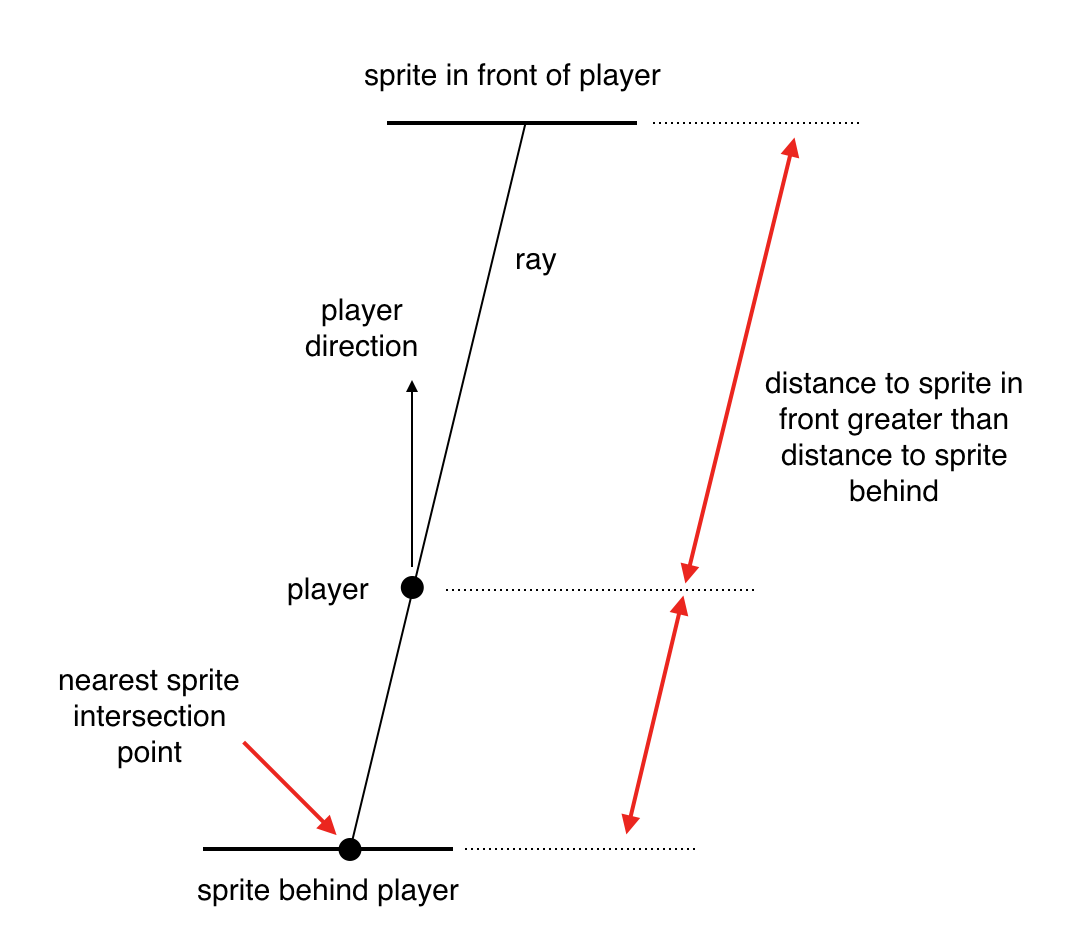 sprite in front of player
ray
player
direction
distance to sprite in
front greater than
distance to sprite
behind
player
nearest sprite
intersection
point
sprite behind player